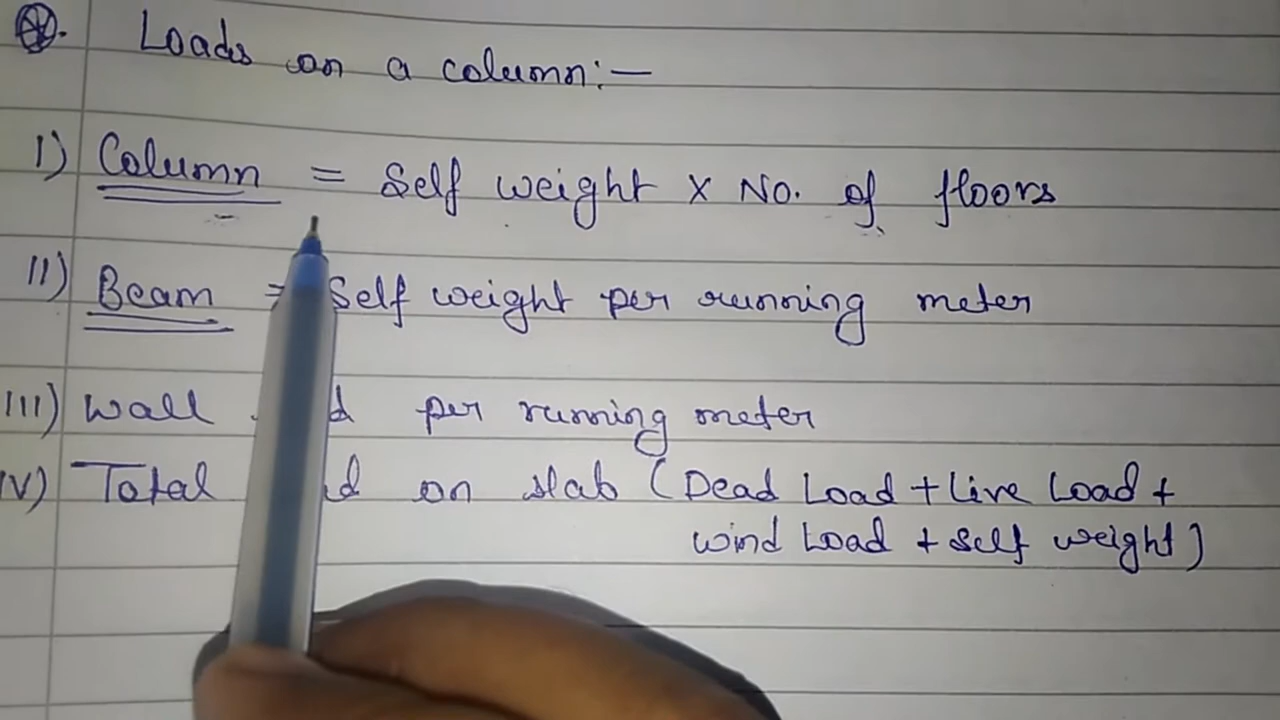 Q. Loads on a column:—
I) Column = Self weight x No. of floors
II) Beam = Self weight per running meter
III) Wall per running meter
IV) Total on slab (Dead Load + Live Load +
wind Load + self weight)